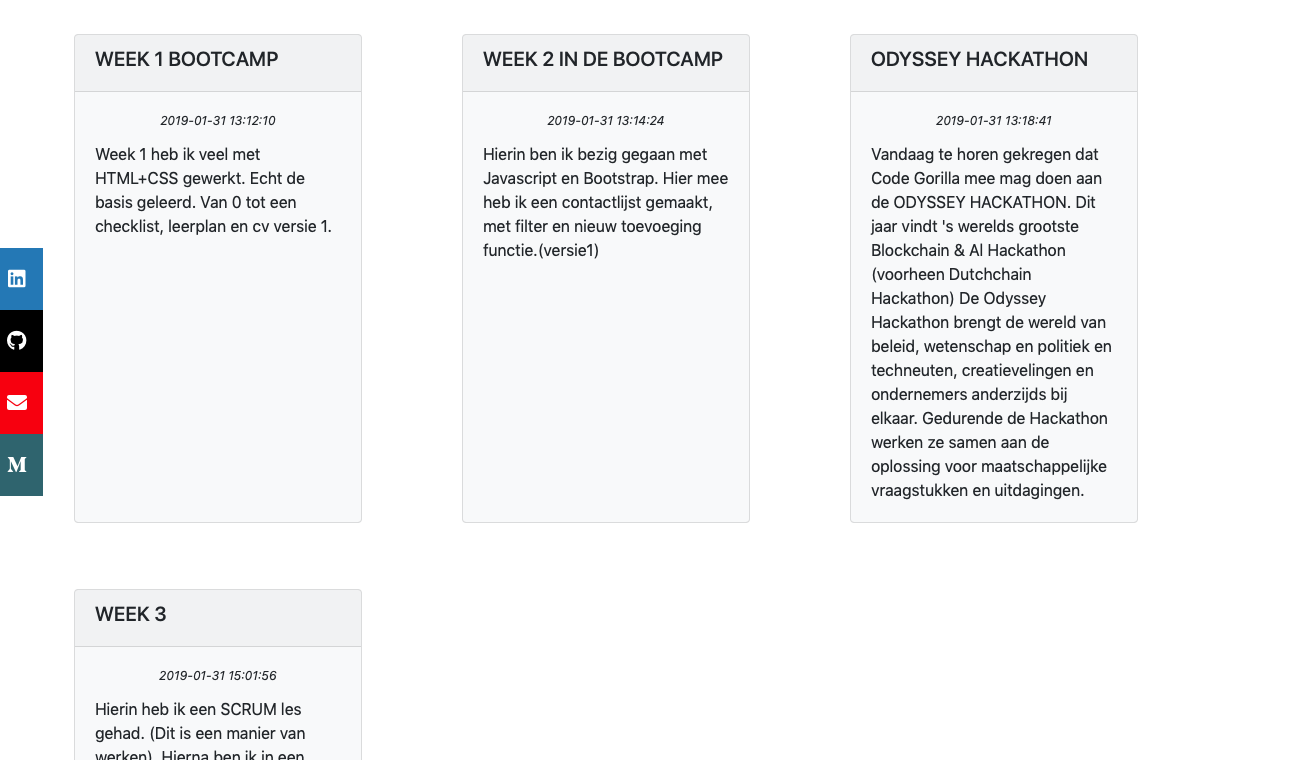 WEEK 1 BOOTCAMP
2019-01-31 13:12:10
Week 1 heb ik veel met
HTML+CSS gewerkt. Echt de
basis geleerd. Van 0 tot een
checklist, leerplan en cv versie 1.
WEEK 2 IN DE BOOTCAMP
2019-01-31 13:14:24
Hierin ben ik bezig gegaan met
Javascript en Bootstrap. Hier mee
heb ik een contactlijst gemaakt,
met filter en nieuw toevoeging
functie.(versie1)
ODYSSEY HACKATHON
2019-01-31 13:18:41
Vandaag te horen gekregen dat
Code Gorilla mee mag doen aan
de ODYSSEY HACKATHON. Dit
jaar vindt 's werelds grootste
Blockchain & AI Hackathon
(voorheen Dutchchain
Hackathon) De Odyssey
Hackathon brengt de wereld van
beleid, wetenschap en politiek en
techneuten, creatievelingen en
ondernemers anderzijds bij
elkaar. Gedurende de Hackathon
werken ze samen aan de
oplossing voor maatschappelijke
vraagstukken en uitdagingen.
in
M
WEEK 3
2019-01-31 15:01:56
Hierin heb ik een SCRUM les
gehad. (Dit is een manier van
werken). Hierna ben ik in een